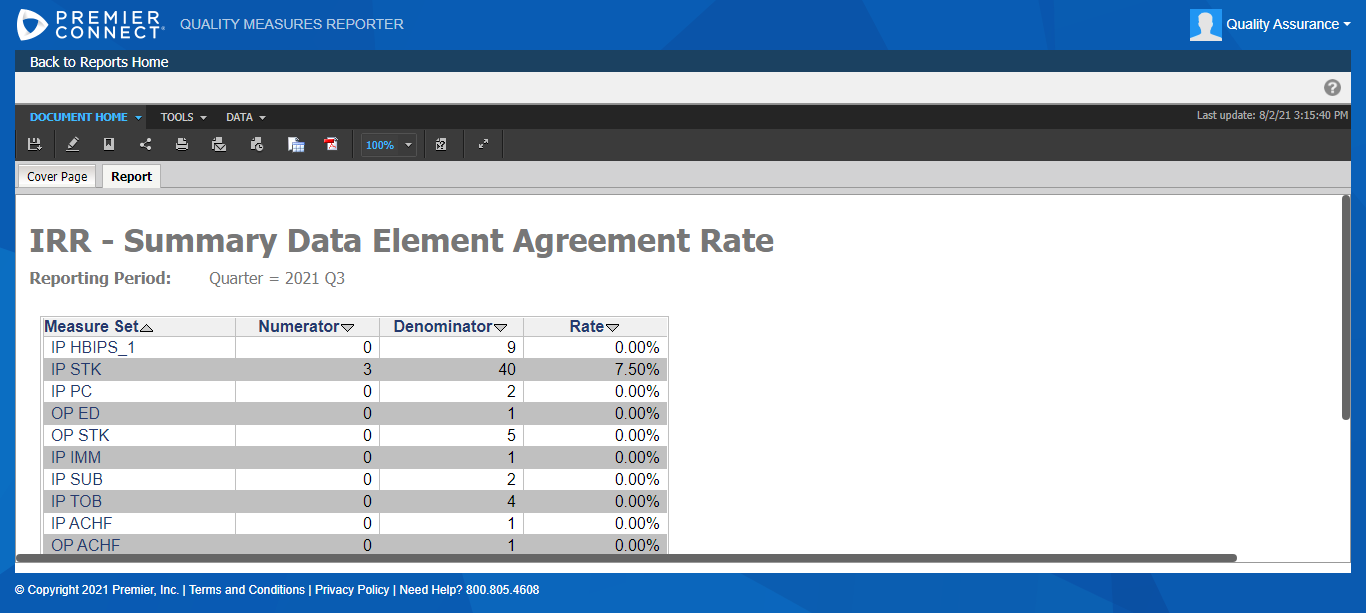 PREMIER CONNECT® QUALITY MEASURES REPORTER Quality Assurance
Back to Reports Home
?
DOCUMENT HOME TOOLS DATA Last update: 8/2/21 3:15:40 PM
100%
Cover Page Report
IRR - Summary Data Element Agreement Rate
Reporting Period: Quarter = 2021 Q3
Measure Set Numerator Denominator Rate
IP HBIPS_1 0 9 0.00%
IP STK 3 40 7.50%
IP PC 0 2 0.00%
OP ED 0 1 0.00%
OP STK 0 5 0.00%
IP IMM 0 1 0.00%
IP SUB 0 2 0.00%
IP TOB 0 4 0.00%
IP ACHF 0 1 0.00%
OP ACHF 0 1 0.00%
© Copyright 2021 Premier, Inc. | Terms and Conditions | Privacy Policy | Need Help? 800.805.4608